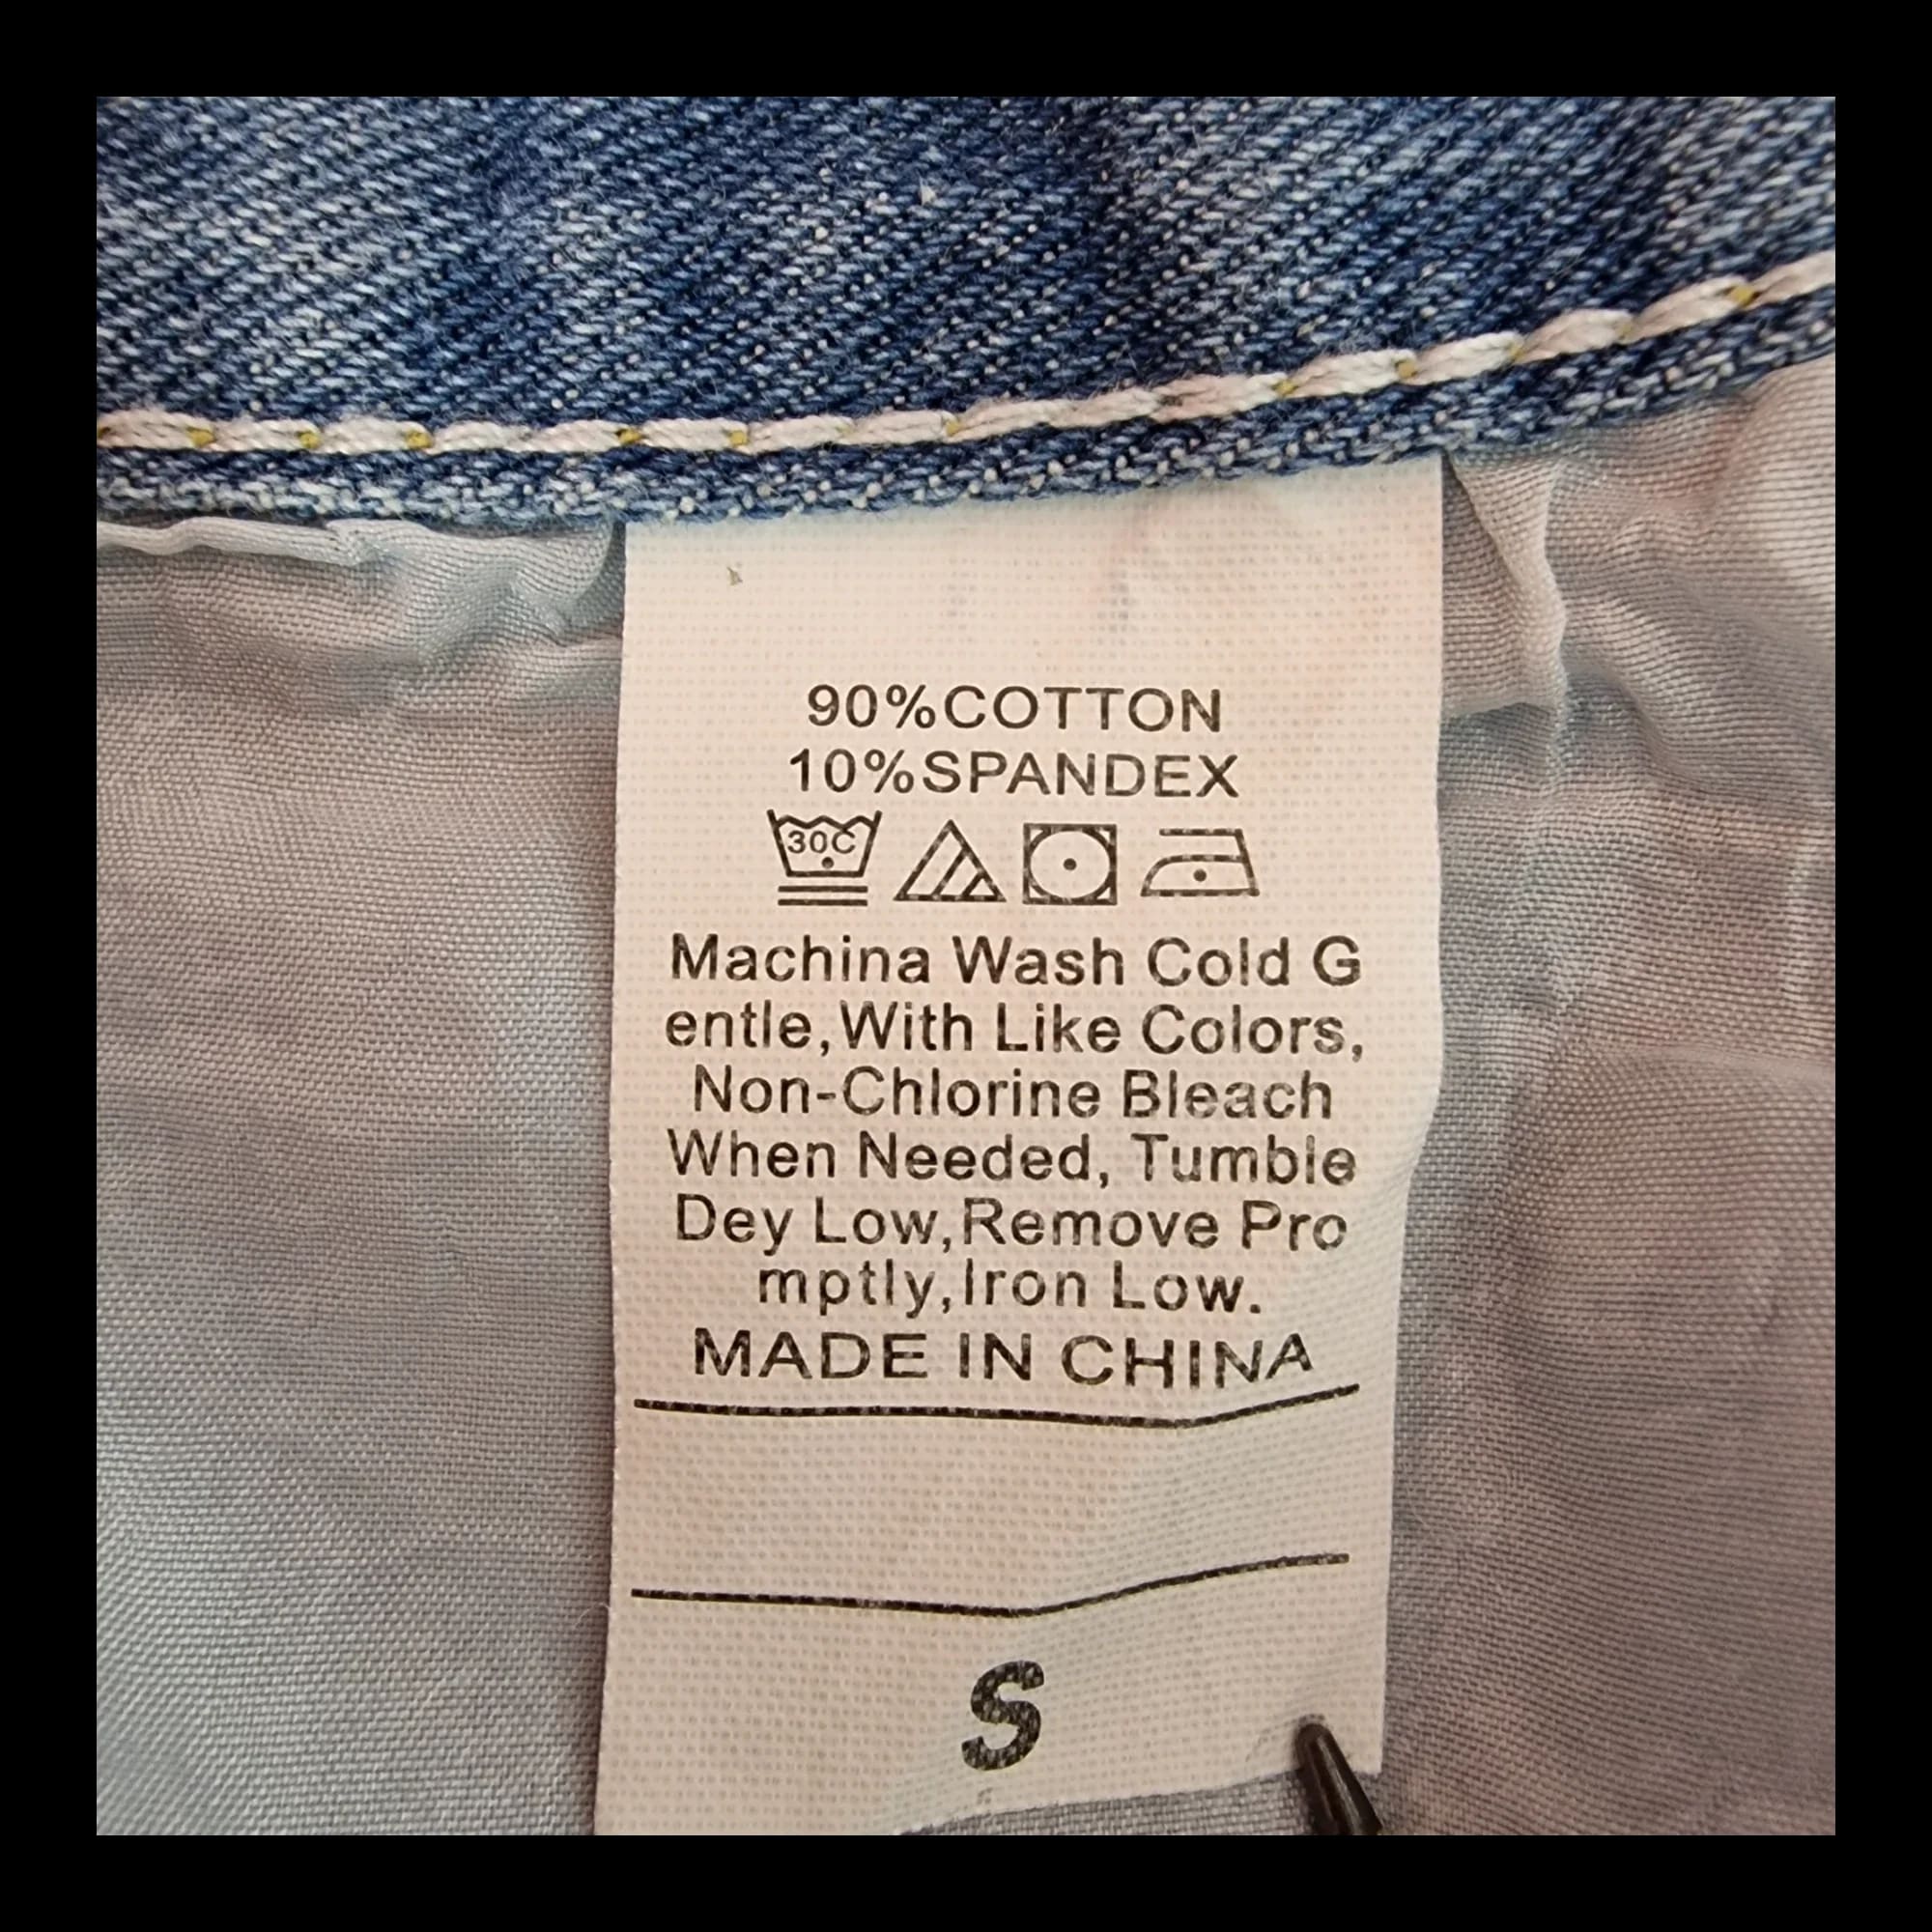 90%COTTON
10%SPANDEX
30C
Machina Wash Cold G
entle,With Like Colors,
Non-Chlorine Bleach
When Needed, Tumble
Dey Low,Remove Pro
mptly,Iron Low.
MADE IN CHINA
S